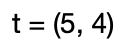 t = (5, 4)